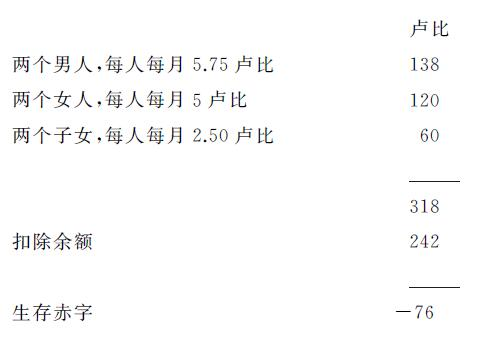 卢比
两个男人,每人每月 5.75 卢比 138
两个女人,每人每月 5 卢比 120
两个子女,每人每月 2.50 卢比 60
318
扣除余额 242
生存赤字 —76